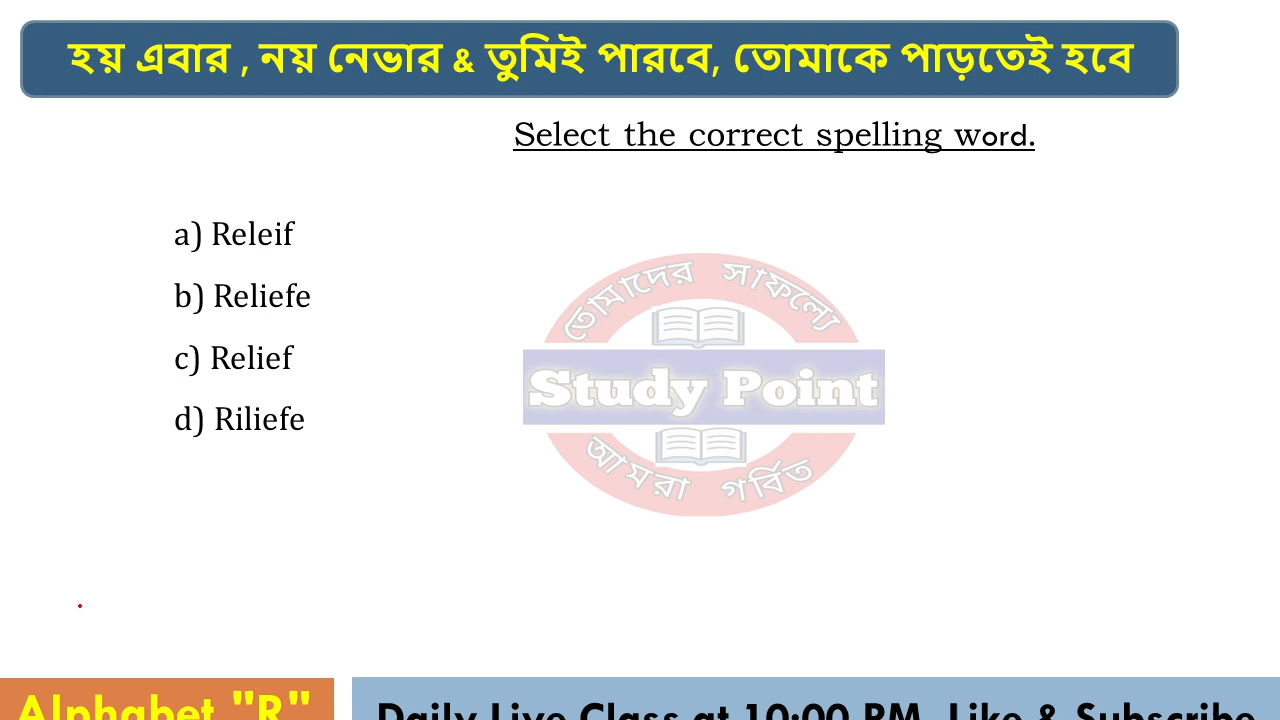 হয় এবার , নয় নেভার & তুমিই পারবে, তোমাকে পাড়তেই হবে
Select the correct spelling word.
a) Releif
b) Reliefe
c) Relief
d) Riliefe
তোমাদের সাফল্যে
Study Point
আমরা গর্বিত
Alphabet "R"
Daily Live Class at 10:00 PM, Like & Subscribe